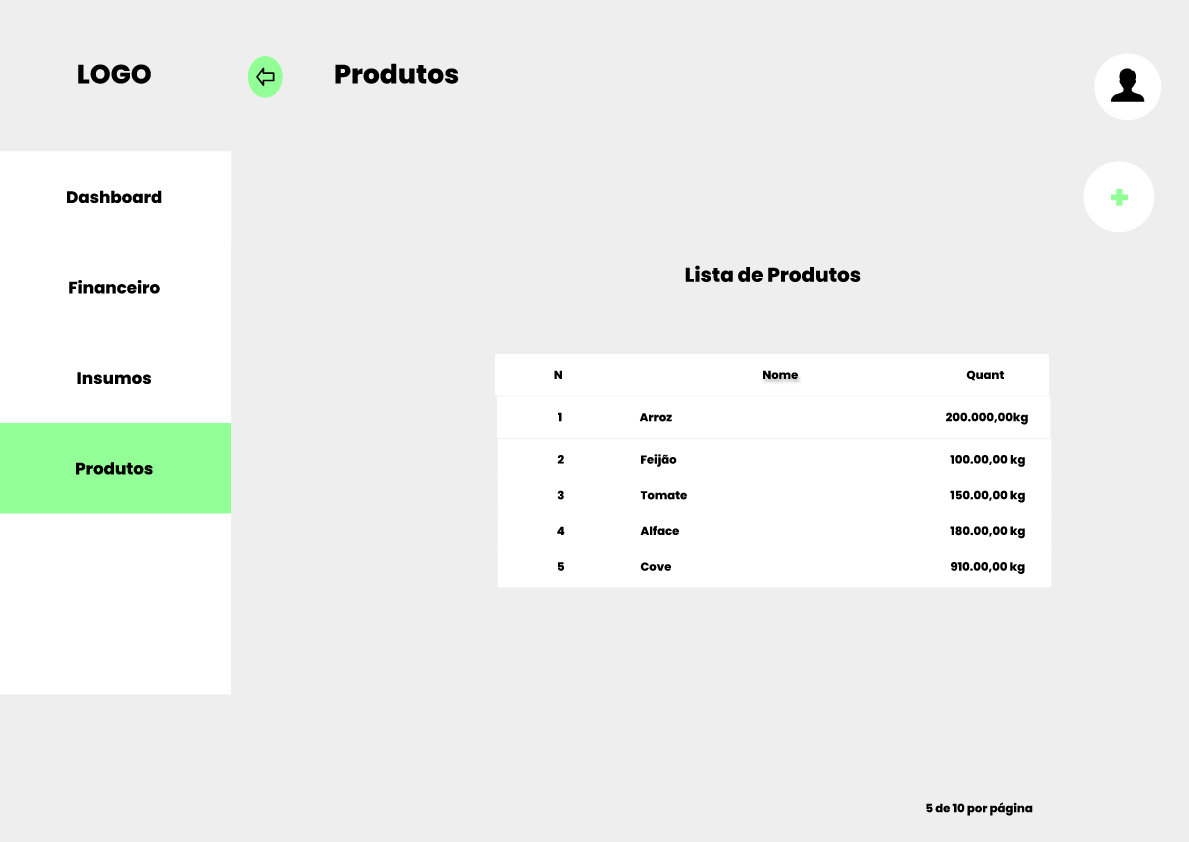 LOGO
Produtos
Dashboard
Financeiro
Insumos
Produtos
Lista de Produtos
N Nome Quant
1 Arroz 200.000,00kg
2 Feijão 100.00,00 kg
3 Tomate 150.00,00 kg
4 Alface 180.00,00 kg
5 Cove 910.00,00 kg
5 de 10 por página